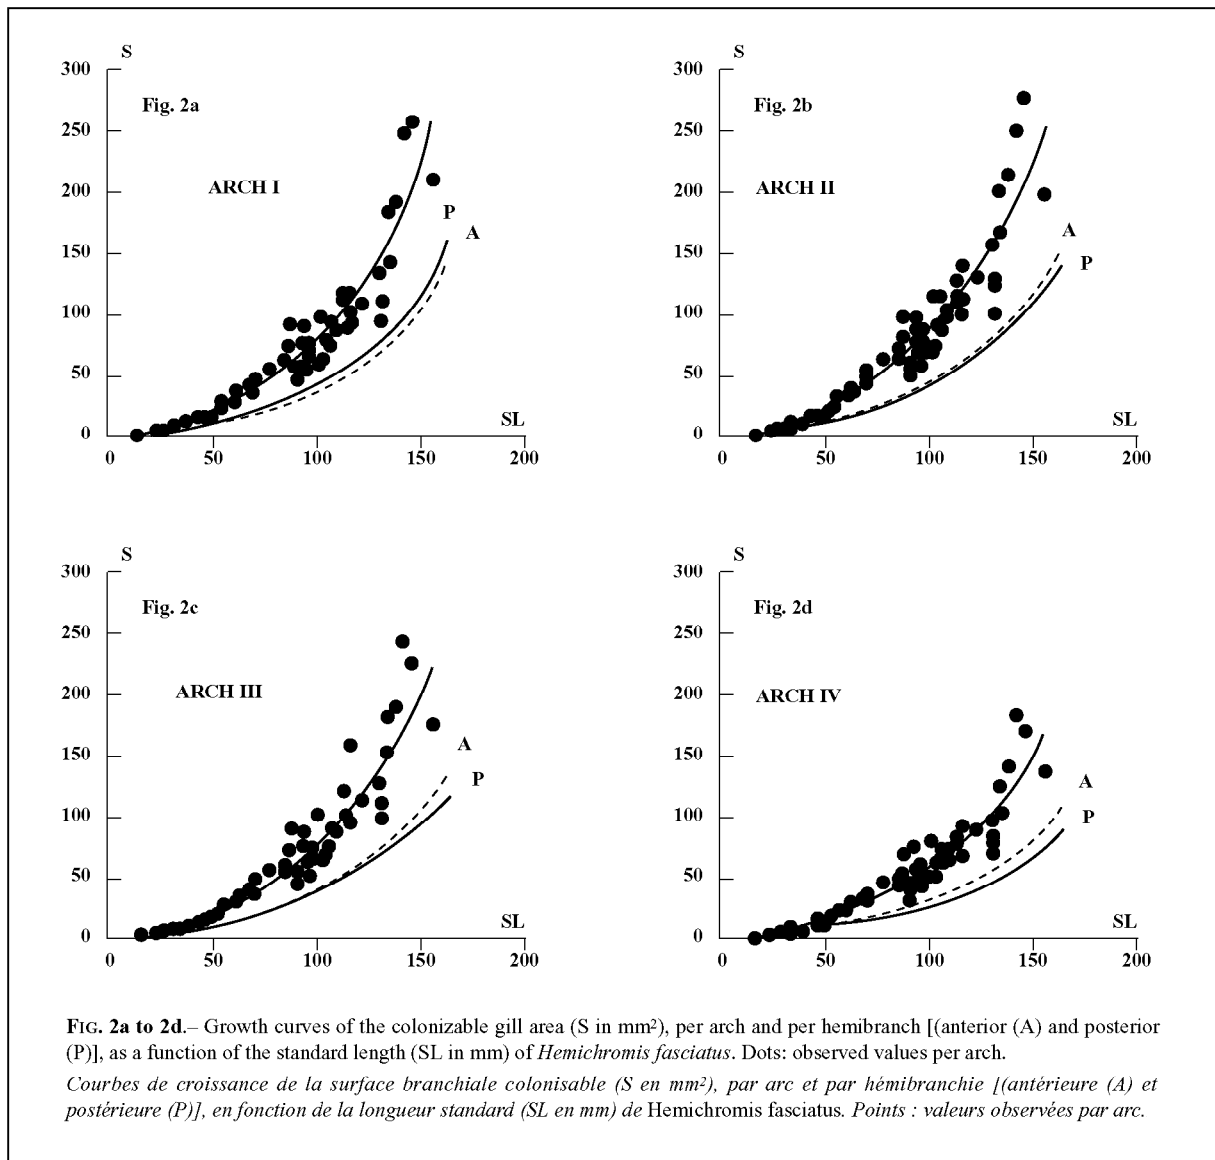 S
300
250
200
150
100
50
0
Fig. 2a
ARCH I
P
A
SL
0 50 100 150 200
S
300
250
200
150
100
50
0
Fig. 2b
ARCH II
A
P
SL
0 50 100 150 200
S
300
250
200
150
100
50
0
Fig. 2c
ARCH III
A
P
SL
0 50 100 150 200
S
300
250
200
150
100
50
0
Fig. 2d
ARCH IV
A
P
SL
0 50 100 150 200
FIG. 2a to 2d.– Growth curves of the colonizable gill area (S in mm²), per arch and per hemibranch [(anterior (A) and posterior
(P)], as a function of the standard length (SL in mm) of Hemichromis fasciatus. Dots: observed values per arch.
Courbes de croissance de la surface branchiale colonisable (S en mm²), par arc et par hémibranchie [(antérieure (A) et
postérieure (P)], en fonction de la longueur standard (SL en mm) de Hemichromis fasciatus. Points : valeurs observées par arc.